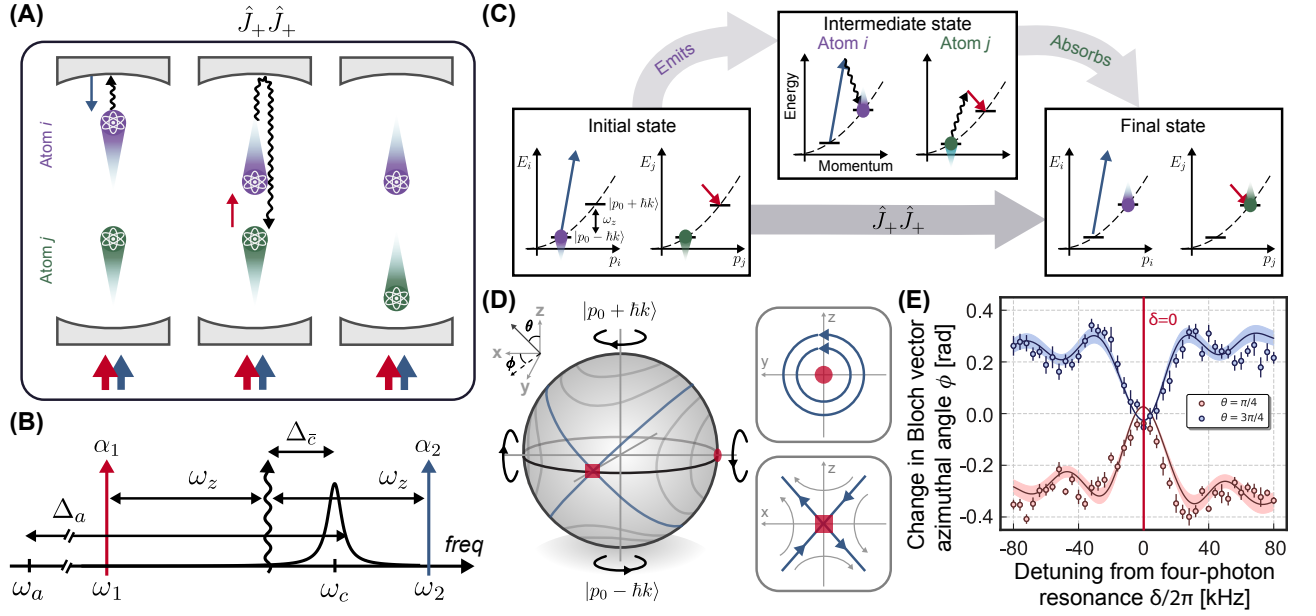 (A)
Ĵ₊Ĵ₊
Atom i
Atom j
(B)
α₁
α₂
Δ_c̄
ω_z
ω_z
Δ_a
freq
ω_a
ω₁
ω_c
ω₂
(C)
Emits
Absorbs
Intermediate state
Atom i
Atom j
Energy
Momentum
Initial state
E_i
E_j
|p₀ + ħk⟩
ω_z
|p₀ − ħk⟩
p_i
p_j
Ĵ₊Ĵ₊
Final state
E_i
E_j
p_i
p_j
(D)
|p₀ + ħk⟩
z
θ
x
ϕ
y
|p₀ − ħk⟩
z
y
z
x
(E)
Change in Bloch vector
azimuthal angle ϕ [rad]
0.4
0.2
0.0
-0.2
-0.4
δ=0
θ = π/4
θ = 3π/4
-80
-40
0
40
80
Detuning from four-photon
resonance δ/2π [kHz]